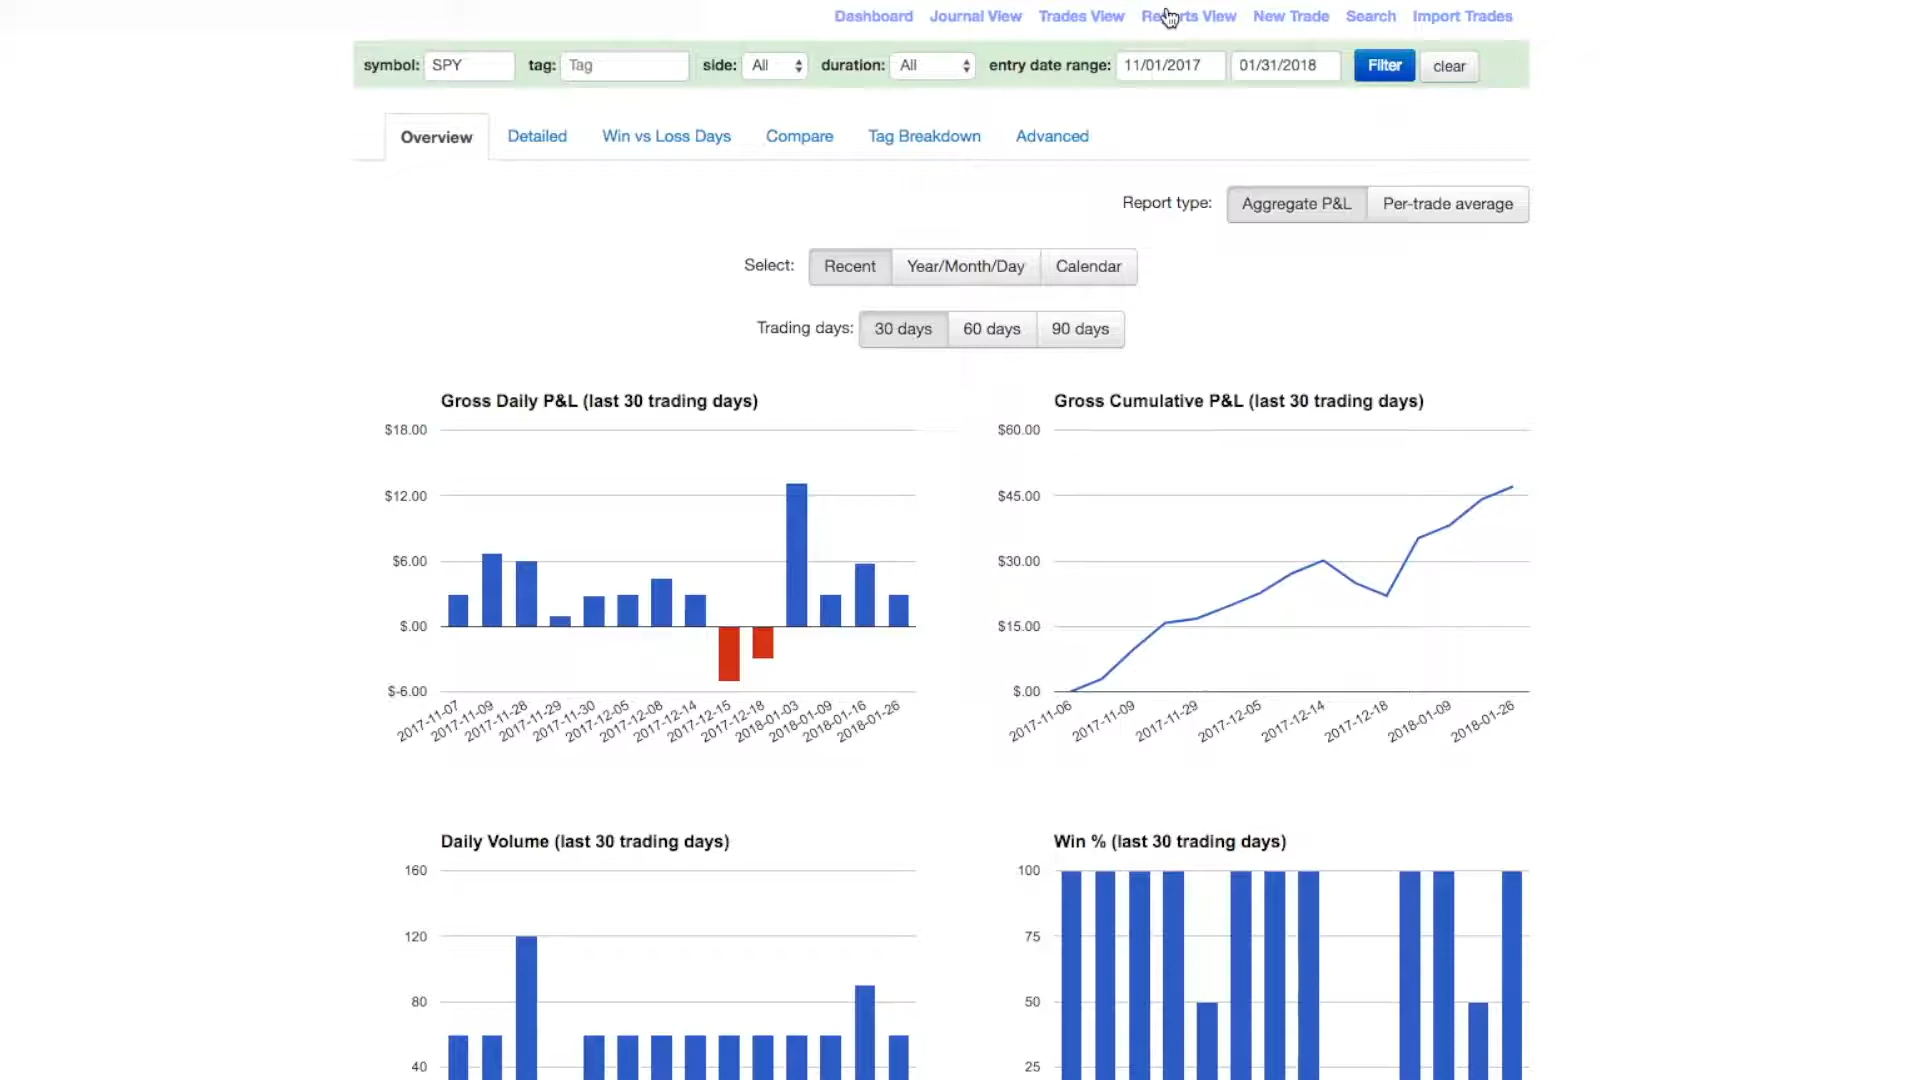 Dashboard Journal View Trades View Reports View New Trade Search Import Trades
symbol: SPY tag: Tag side: All duration: All entry date range: 11/01/2017 01/31/2018 Filter clear
Overview Detailed Win vs Loss Days Compare Tag Breakdown Advanced
Report type: Aggregate P&L Per-trade average
Select: Recent Year/Month/Day Calendar
Trading days: 30 days 60 days 90 days
Gross Daily P&L (last 30 trading days)
$18.00
$12.00
$6.00
$.00
$-6.00
2017-11-07 2017-11-09 2017-11-28 2017-11-29 2017-11-30 2017-12-05 2017-12-08 2017-12-14 2017-12-15 2017-12-18 2018-01-03 2018-01-09 2018-01-16 2018-01-26
Gross Cumulative P&L (last 30 trading days)
$60.00
$45.00
$30.00
$15.00
$.00
2017-11-06 2017-11-09 2017-11-29 2017-12-05 2017-12-14 2017-12-18 2018-01-09 2018-01-26
Daily Volume (last 30 trading days)
160
120
80
40
Win % (last 30 trading days)
100
75
50
25